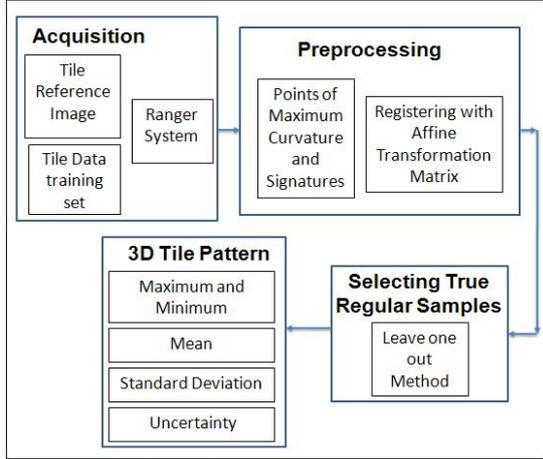 Acquisition
Tile
Reference
Image
Tile Data
training
set
Ranger
System
Preprocessing
Points of
Maximum
Curvature
and
Signatures
Registering with
Affine
Transformation
Matrix
Selecting True
Regular Samples
Leave one
out
Method
3D Tile Pattern
Maximum and
Minimum
Mean
Standard Deviation
Uncertainty